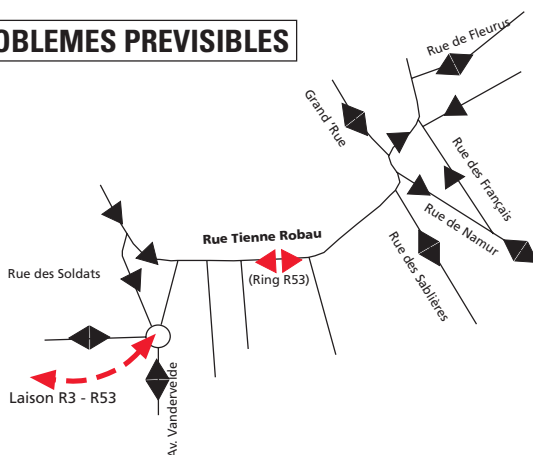 OBLEMES PREVISIBLES
Rue de Fleurus
Grand 'Rue
Rue des Français
Rue de Namur
Rue Tienne Robau
(Ring R53)
Rue des Sablières
Rue des Soldats
Laison R3 - R53
Av. Vandervelde